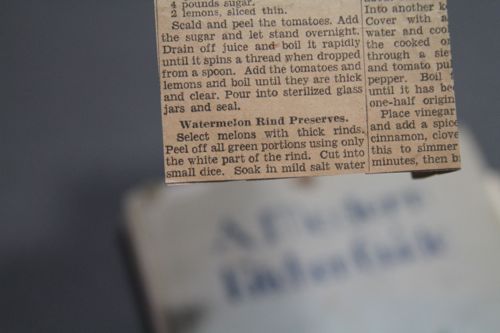 4 pounds sugar.
2 lemons, sliced thin.
Scald and peel the tomatoes. Add
the sugar and let stand overnight.
Drain off juice and boil it rapidly
until it spins a thread when dropped
from a spoon. Add the tomatoes and
lemons and boil until they are thick
and clear. Pour into sterilized glass
jars and seal.
Watermelon Rind Preserves.
Select melons with thick rinds.
Peel off all green portions using only
the white part of the rind. Cut into
small dice. Soak in mild salt water
Into another k
Cover with a
water and coo
the cooked o
through a sie
and tomato pu
pepper. Boil
until it has be
one-half origin
Place vinegar
and add a spice
cinnamon, clove
this to simmer
minutes, then b